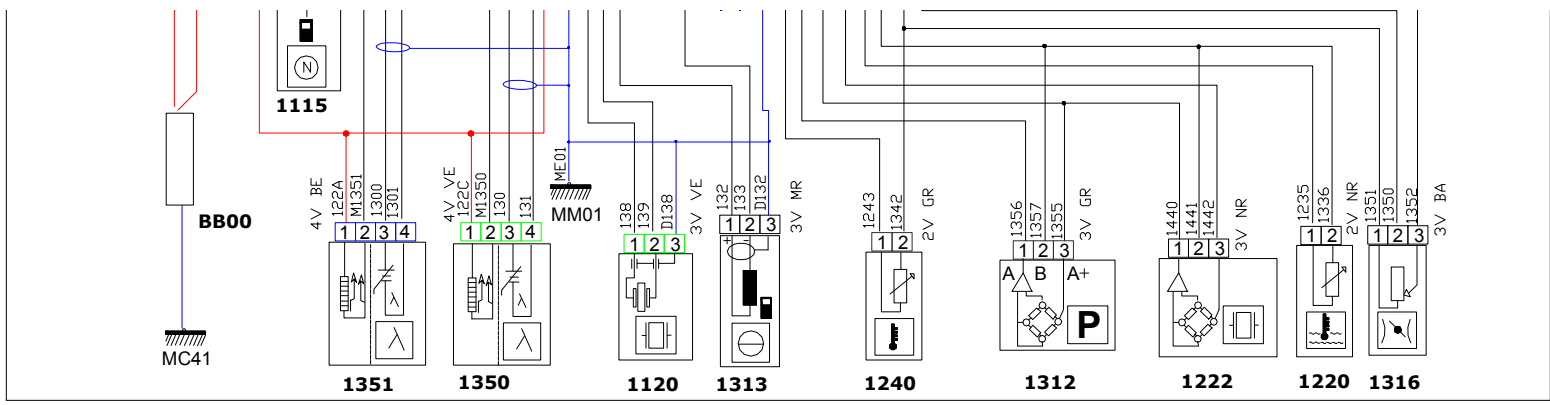 N
1115
BB00
MC41
4V BE
122A
M1351
1300
1301
1 2 3 4
λ
λ
1351
4V VE
122C
M1350
130
131
1 2 3 4
λ
λ
1350
ME01
MM01
138
139
D138
3V VE
1 2 3
1120
132
133
D132
3V MR
1 2 3
+ -
1313
1243
1342
2V GR
1 2
1240
1356
1357
1355
3V GR
1 2 3
A B A+
P
1312
1440
1441
1442
3V NR
1 2 3
1222
1235
1336
2V NR
1 2
1220
1351
1350
1352
3V BA
1 2 3
1316